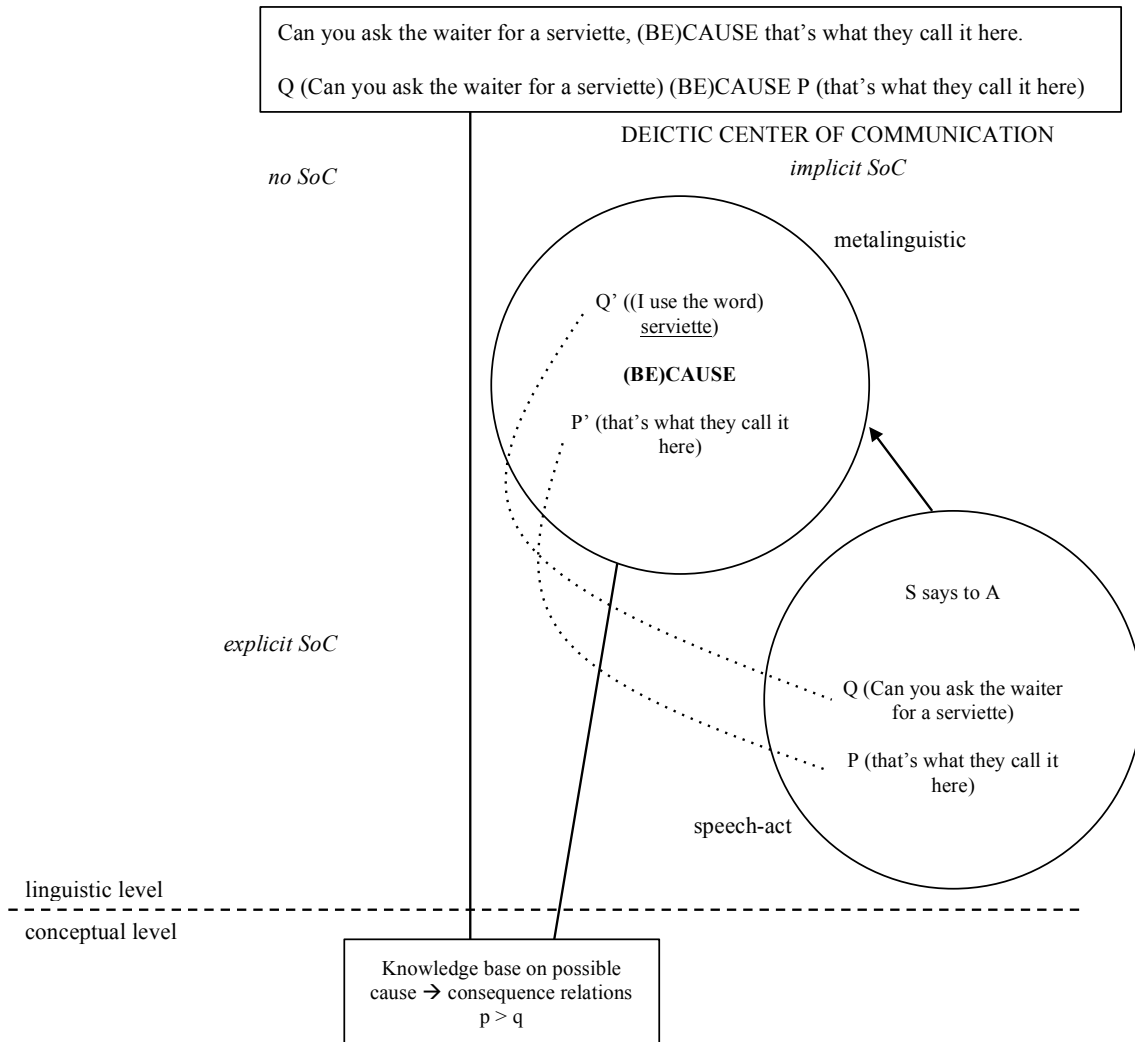 Can you ask the waiter for a serviette, (BE)CAUSE that’s what they call it here.
Q (Can you ask the waiter for a serviette) (BE)CAUSE P (that’s what they call it here)
DEICTIC CENTER OF COMMUNICATION
no SoC
implicit SoC
metalinguistic
Q’ ((I use the word)
serviette)
(BE)CAUSE
P’ (that’s what they call it
here)
S says to A
explicit SoC
Q (Can you ask the waiter
for a serviette)
P (that’s what they call it
here)
speech-act
linguistic level
conceptual level
Knowledge base on possible
cause → consequence relations
p > q